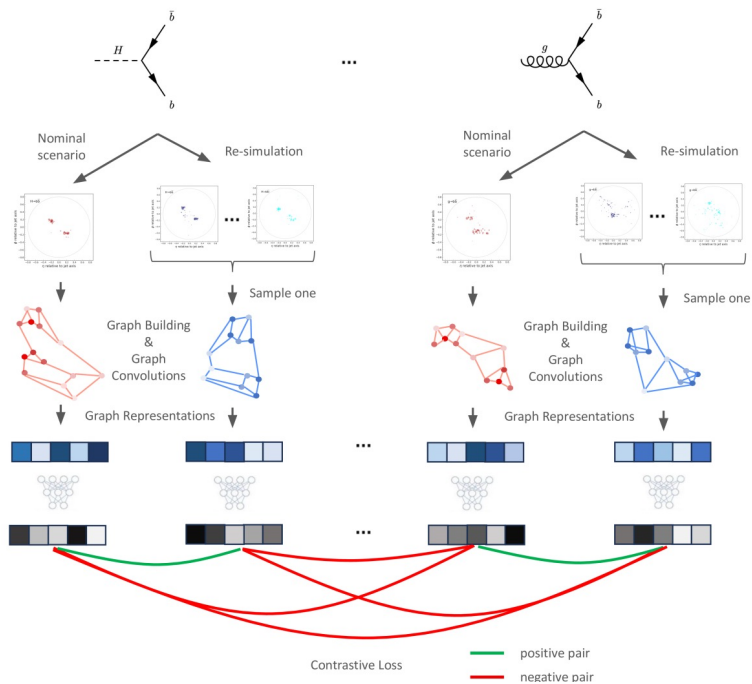 b̄
b̄
H
...
g
b
b
Nominal
scenario
Re-simulation
Nominal
scenario
Re-simulation
...
...
Sample one
Sample one
Graph Building
&
Graph
Convolutions
Graph Building
&
Graph
Convolutions
Graph Representations
Graph Representations
...
...
Contrastive Loss
positive pair
negative pair